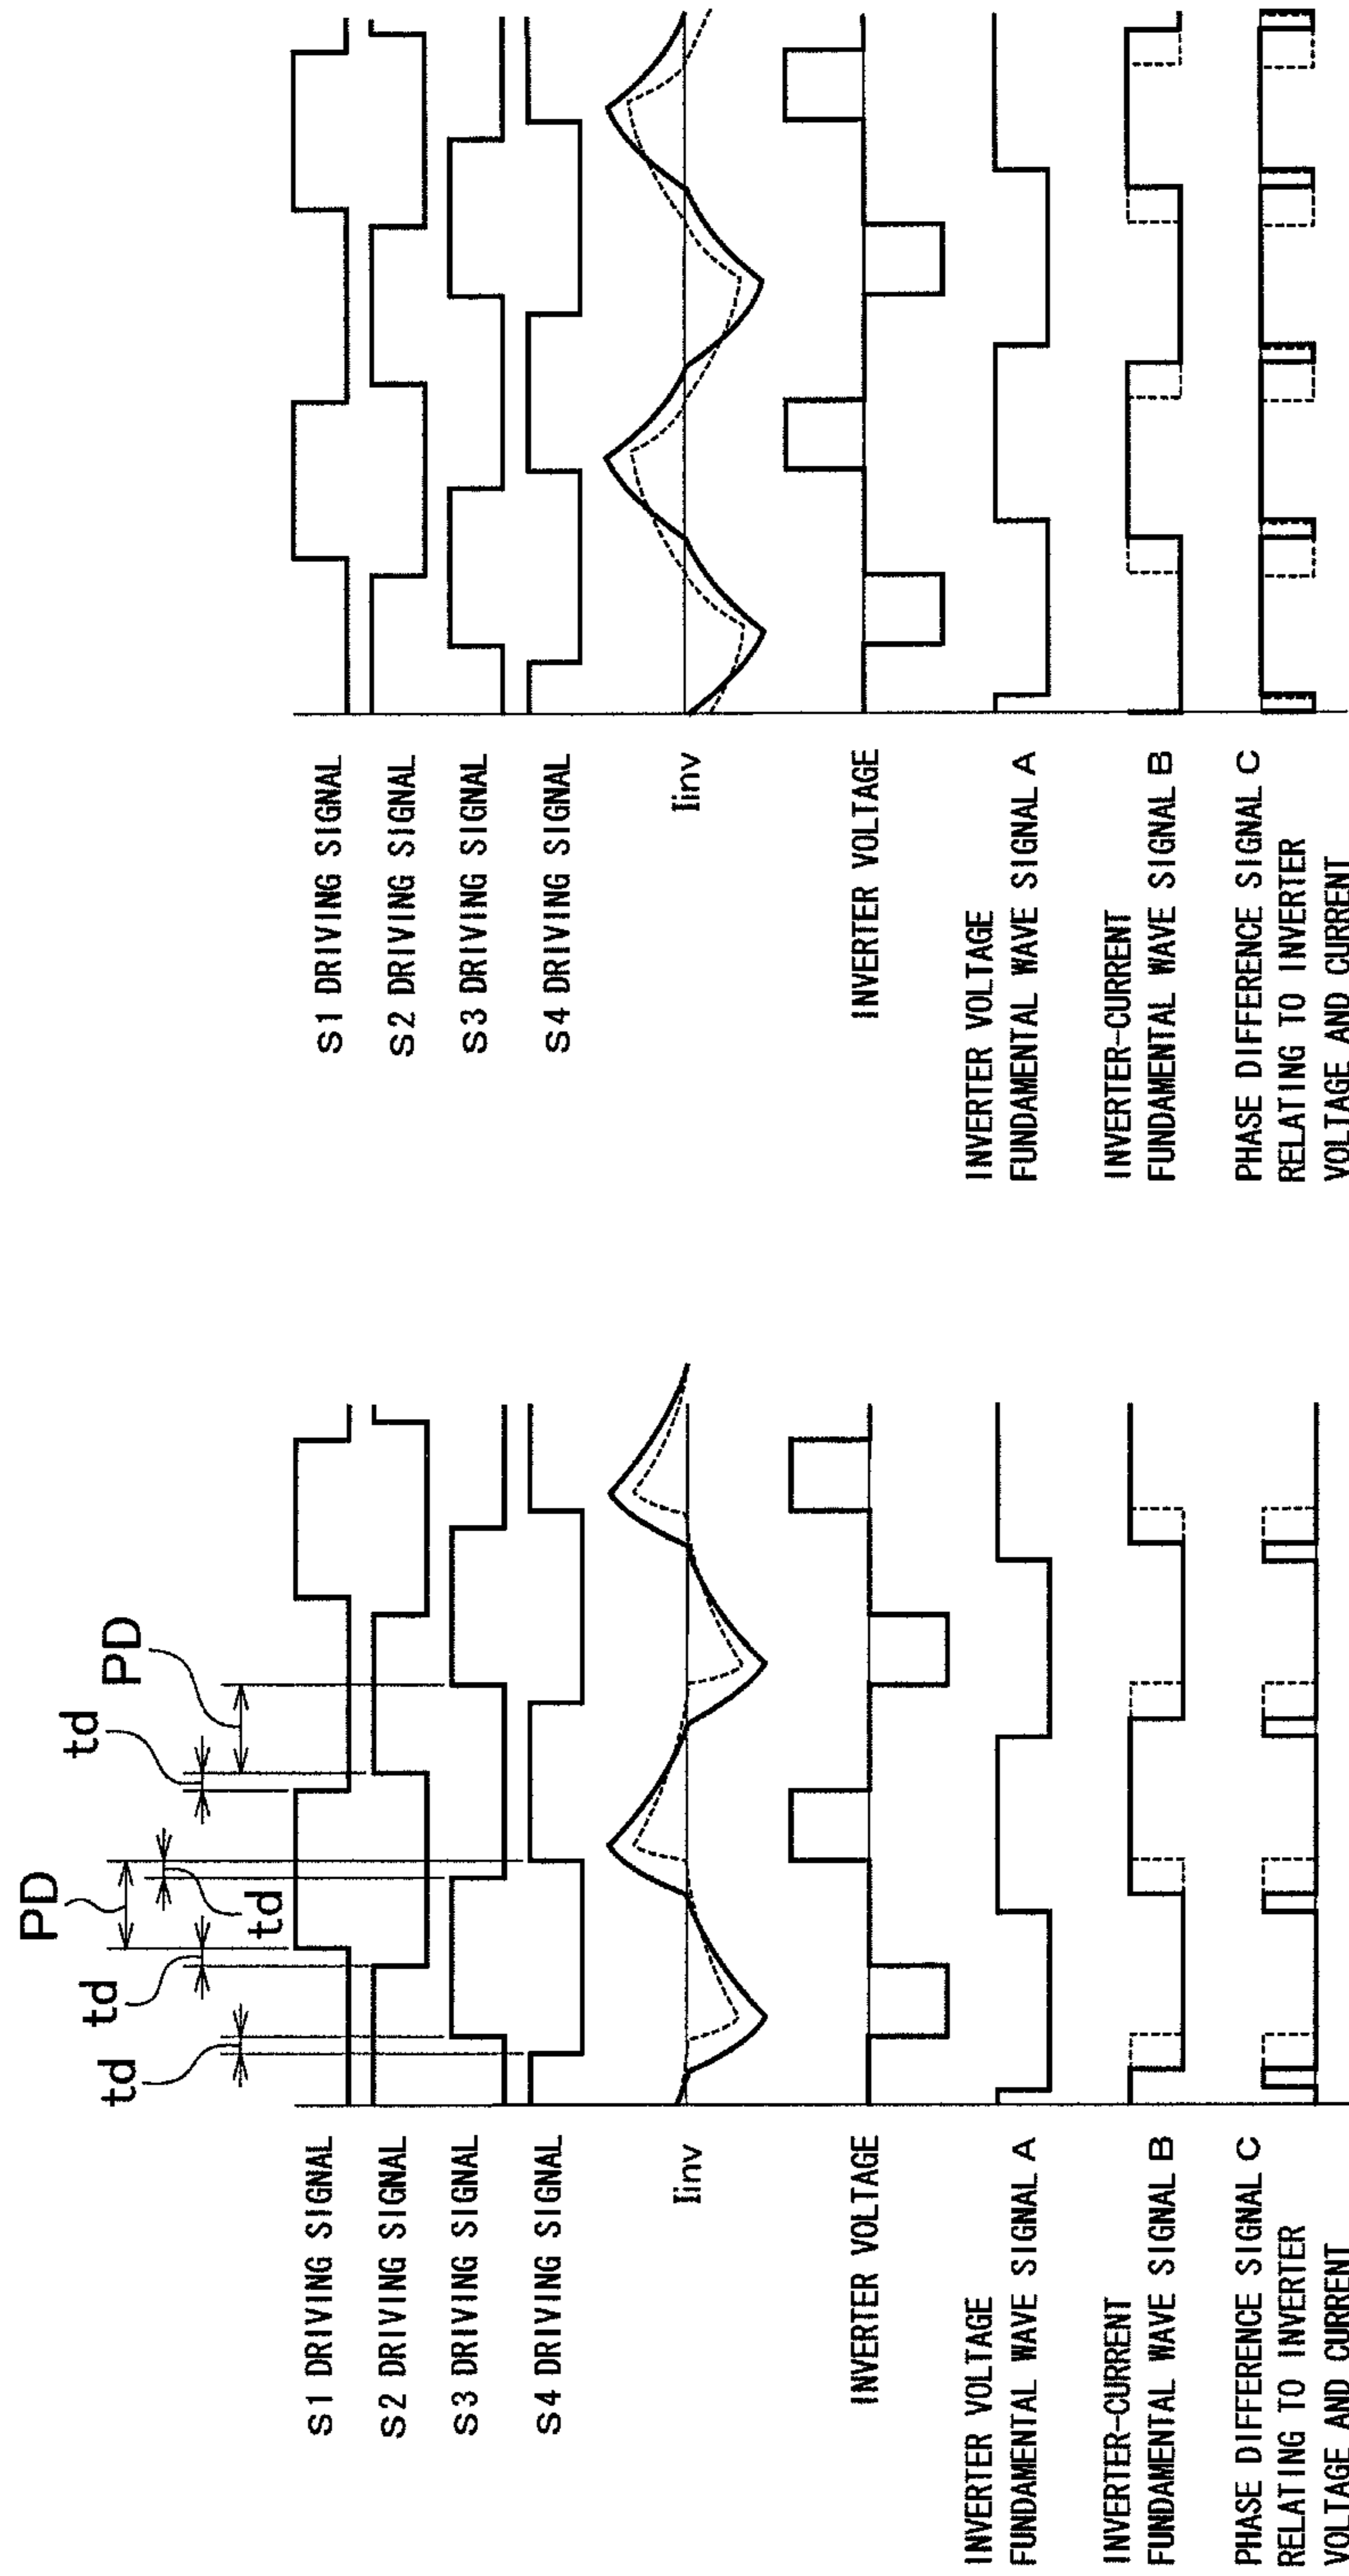 td
td
PD
td
td
PD
S1 DRIVING SIGNAL
S2 DRIVING SIGNAL
S3 DRIVING SIGNAL
S4 DRIVING SIGNAL
Iinv
INVERTER VOLTAGE
INVERTER VOLTAGE
FUNDAMENTAL WAVE SIGNAL A
INVERTER-CURRENT
FUNDAMENTAL WAVE SIGNAL B
PHASE DIFFERENCE SIGNAL C
RELATING TO INVERTER
VOLTAGE AND CURRENT
S1 DRIVING SIGNAL
S2 DRIVING SIGNAL
S3 DRIVING SIGNAL
S4 DRIVING SIGNAL
Iinv
INVERTER VOLTAGE
INVERTER VOLTAGE
FUNDAMENTAL WAVE SIGNAL A
INVERTER-CURRENT
FUNDAMENTAL WAVE SIGNAL B
PHASE DIFFERENCE SIGNAL C
RELATING TO INVERTER
VOLTAGE AND CURRENT